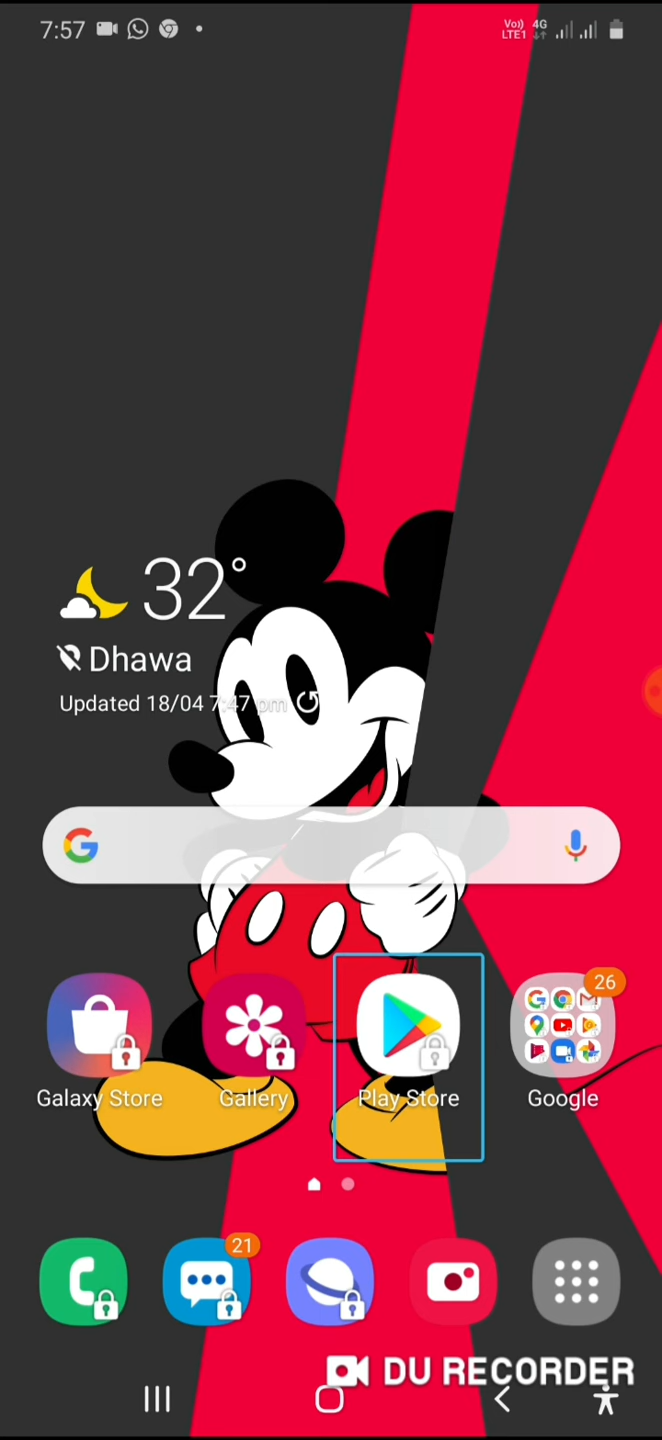 7:57
Vo)) 4G
LTE1
32°
Dhawa
Updated 18/04 7:47 pm
26
Galaxy Store
Gallery
Play Store
Google
21
DU RECORDER